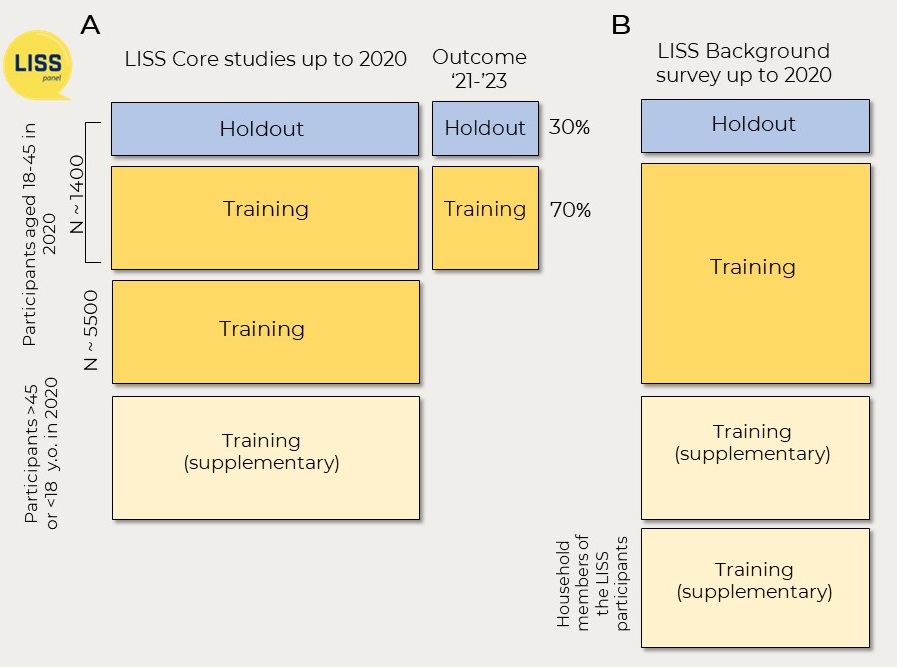 A
B
LISS
panel
LISS Core studies up to 2020
Outcome
‘21-’23
LISS Background
survey up to 2020
Participants aged 18-45 in
2020
N ~ 1400
Holdout
Holdout
30%
Holdout
Training
Training
70%
Training
N ~ 5500
Training
Participants >45
or <18 y.o. in 2020
Training
(supplementary)
Training
(supplementary)
Household
members of
the LISS
participants
Training
(supplementary)